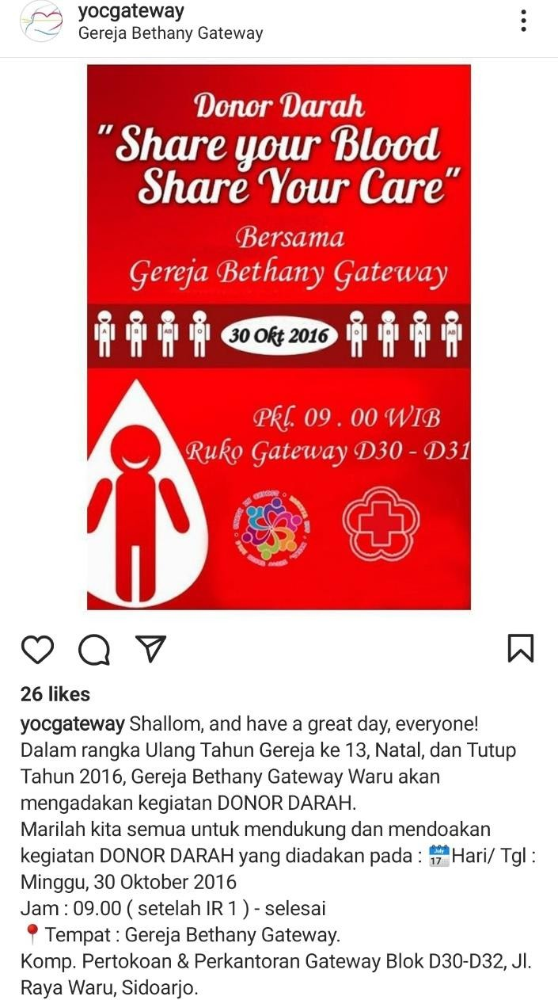 yocgateway
Gereja Bethany Gateway
Donor Darah
"Share your Blood
Share Your Care"
Bersama
Gereja Bethany Gateway
A B AB O 30 Okt 2016 O B A AB
Pkl. 09 . 00 WIB
Ruko Gateway D30 - D31
26 likes
yocgateway Shallom, and have a great day, everyone!
Dalam rangka Ulang Tahun Gereja ke 13, Natal, dan Tutup
Tahun 2016, Gereja Bethany Gateway Waru akan
mengadakan kegiatan DONOR DARAH.
Marilah kita semua untuk mendukung dan mendoakan
kegiatan DONOR DARAH yang diadakan pada : 📅Hari/ Tgl :
Minggu, 30 Oktober 2016
Jam : 09.00 ( setelah IR 1 ) - selesai
📍 Tempat : Gereja Bethany Gateway.
Komp. Pertokoan & Perkantoran Gateway Blok D30-D32, Jl.
Raya Waru, Sidoarjo.